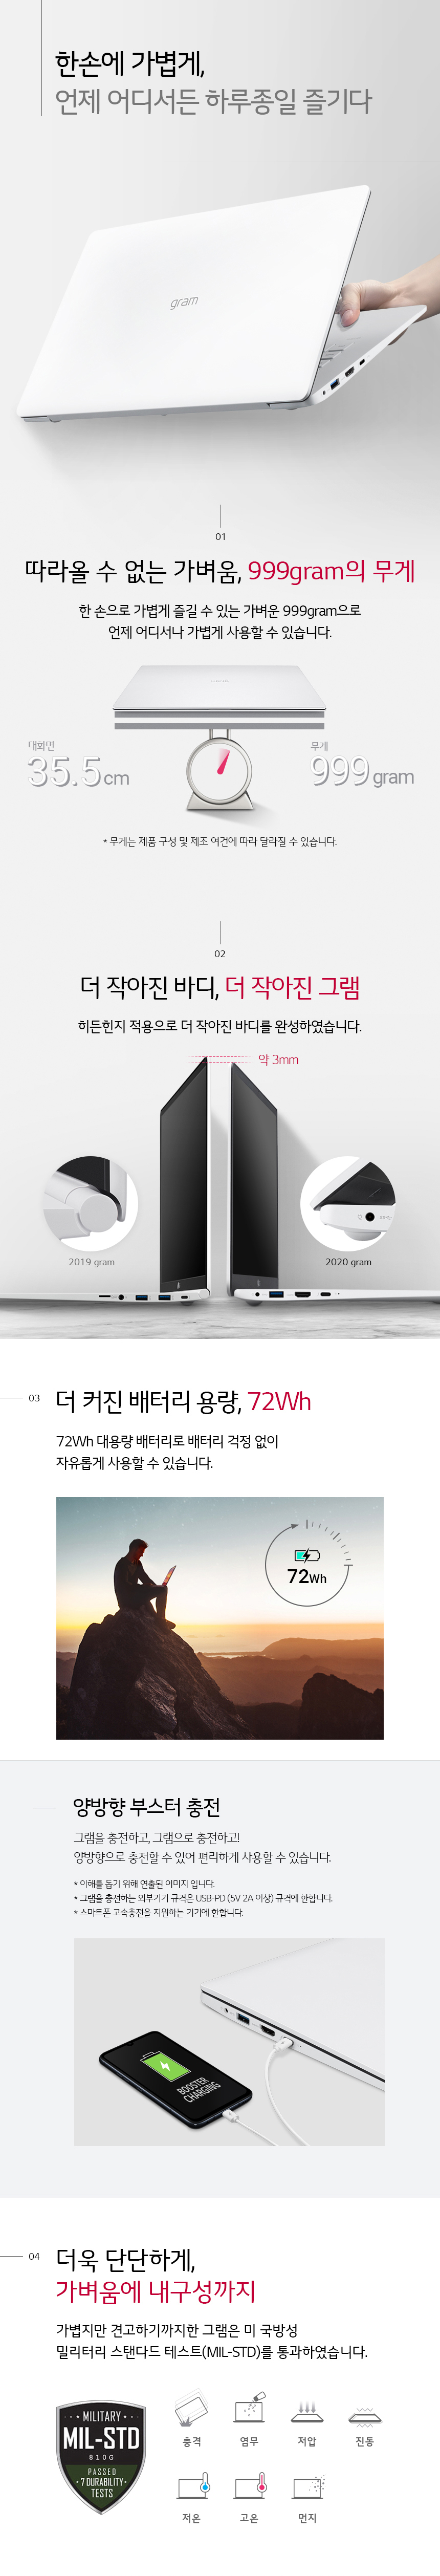 한손에 가볍게,
언제 어디서든 하루종일 즐기다
gram
01
따라올 수 없는 가벼움, 999gram의 무게
한 손으로 가볍게 즐길 수 있는 가벼운 999gram으로
언제 어디서나 가볍게 사용할 수 있습니다.
대화면
35.5cm
무게
999 gram
* 무게는 제품 구성 및 제조 여건에 따라 달라질 수 있습니다.
02
더 작아진 바디, 더 작아진 그램
히든힌지 적용으로 더 작아진 바디를 완성하였습니다.
약 3mm
2019 gram
2020 gram
03
더 커진 배터리 용량, 72Wh
72Wh 대용량 배터리로 배터리 걱정 없이
자유롭게 사용할 수 있습니다.
72Wh
양방향 부스터 충전
그램을 충전하고, 그램으로 충전하고!
양방향으로 충전할 수 있어 편리하게 사용할 수 있습니다.
* 이해를 돕기 위해 연출된 이미지 입니다.
* 그램을 충전하는 외부기기 규격은 USB-PD (5V 2A 이상) 규격에 한합니다.
* 스마트폰 고속충전을 지원하는 기기에 한합니다.
BOOSTER
CHARGING
04
더욱 단단하게,
가벼움에 내구성까지
가볍지만 견고하기까지한 그램은 미 국방성
밀리터리 스탠다드 테스트(MIL-STD)를 통과하였습니다.
• MILITARY •
MIL-STD
810G
PASSED
• 7 DURABILITY •
TESTS
충격
염무
저압
진동
저온
고온
먼지